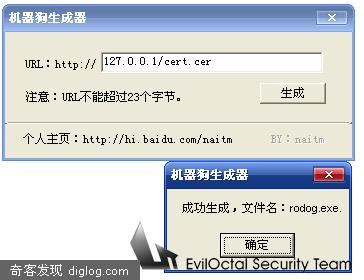 机器狗生成器
URL：http:// 127.0.0.1/cert.cer
注意：URL不能超过23个字节。
生成
个人主页：http://hi.baidu.com/naitm
BY：naitm
机器狗生成器
成功生成，文件名：rodog.exe.
确定
EvilOctal Security Team
奇客发现 diglog.com